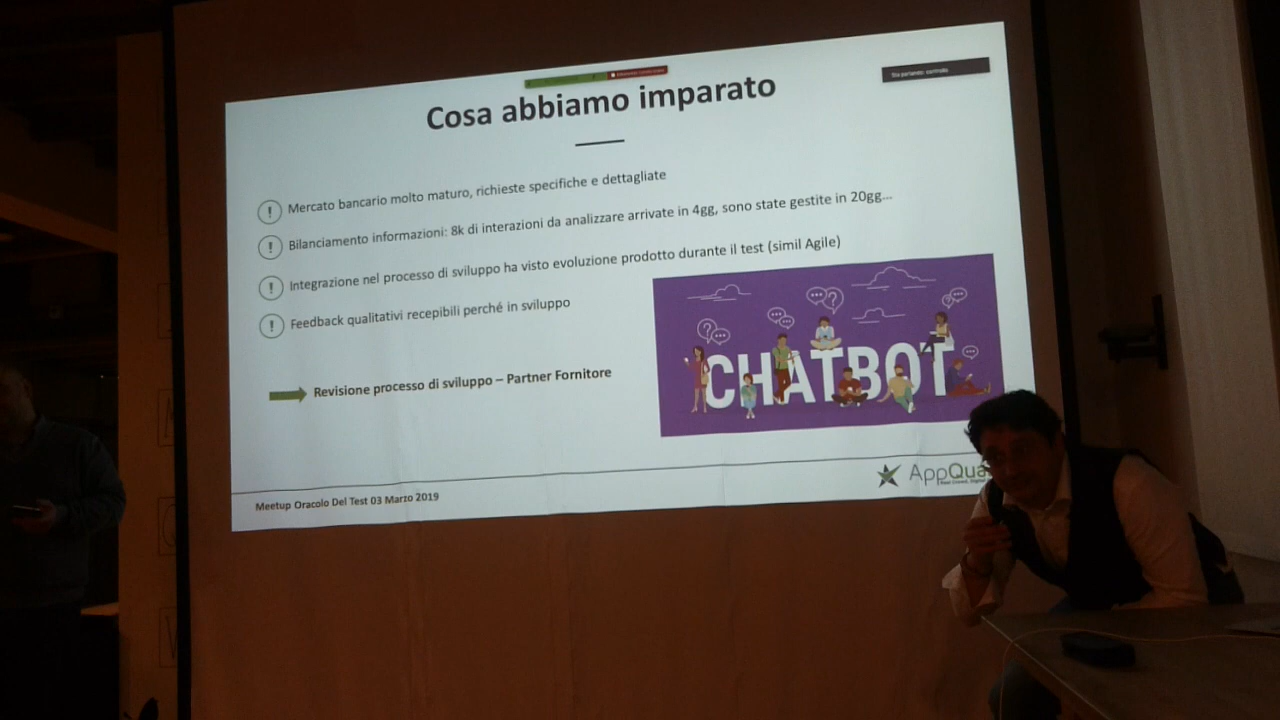 Sta parlando: controllo
Cosa abbiamo imparato
! Mercato bancario molto maturo, richieste specifiche e dettagliate
! Bilanciamento informazioni: 8k di interazioni da analizzare arrivate in 4gg, sono state gestite in 20gg...
! Integrazione nel processo di sviluppo ha visto evoluzione prodotto durante il test (simil Agile)
! Feedback qualitativi recepibili perché in sviluppo
Revisione processo di sviluppo – Partner Fornitore
CHATBOT
AppQua
Meetup Oracolo Del Test 03 Marzo 2019